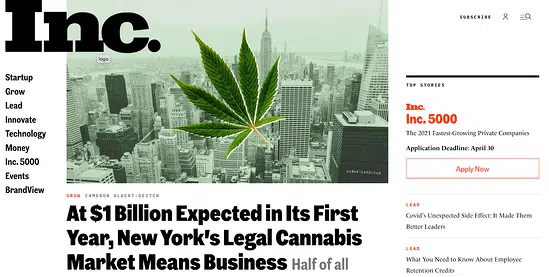 Inc.
SUBSCRIBE
logo
Startup
Grow
Lead
Innovate
Technology
Money
Inc. 5000
Events
BrandView
GROW CAMERON ALBERT-DEITCH
At $1 Billion Expected in Its First
Year, New York's Legal Cannabis
Market Means Business Half of all
TOP STORIES
Inc.
Inc. 5000
The 2021 Fastest-Growing Private Companies
Application Deadline: April 30
Apply Now
LEAD
Covid's Unexpected Side Effect: It Made Them
Better Leaders
LEAD
What You Need to Know About Employee
Retention Credits